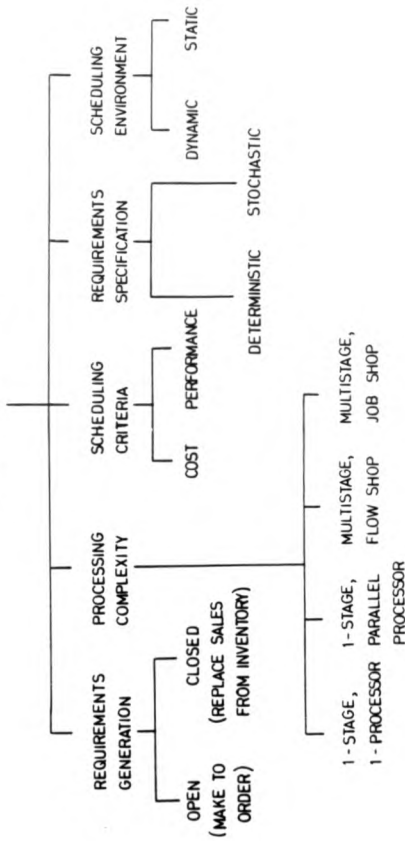 REQUIREMENTS
GENERATION
PROCESSING
COMPLEXITY
SCHEDULING
CRITERIA
REQUIREMENTS
SPECIFICATION
SCHEDULING
ENVIRONMENT
OPEN
(MAKE TO
ORDER)
CLOSED
(REPLACE SALES
FROM INVENTORY)
COST
PERFORMANCE
DETERMINISTIC
STOCHASTIC
DYNAMIC
STATIC
1-STAGE,
1-PROCESSOR
1-STAGE,
PARALLEL
PROCESSOR
MULTISTAGE,
FLOW SHOP
MULTISTAGE,
JOB SHOP